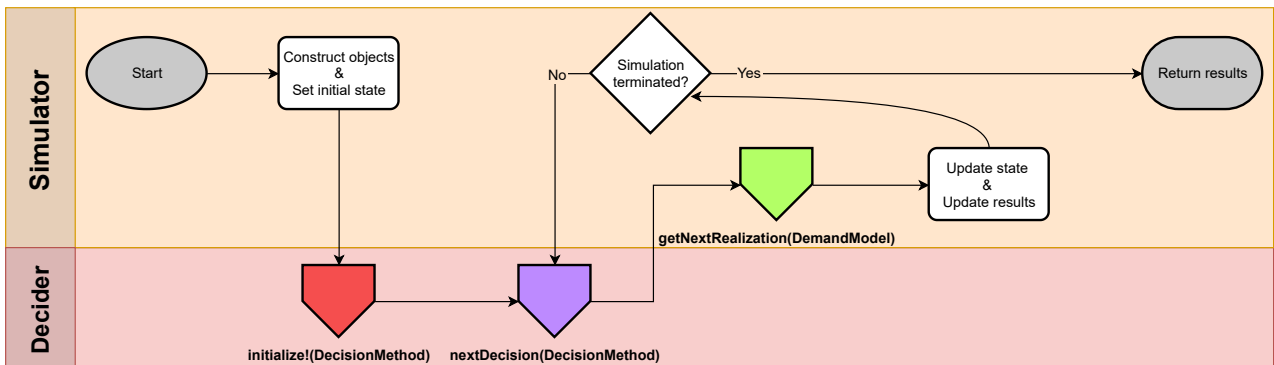 Simulator
Start
Construct objects
&
Set initial state
Simulation
terminated?
No
Yes
Return results
Update state
&
Update results
getNextRealization(DemandModel)
Decider
initialize!(DecisionMethod)
nextDecision(DecisionMethod)